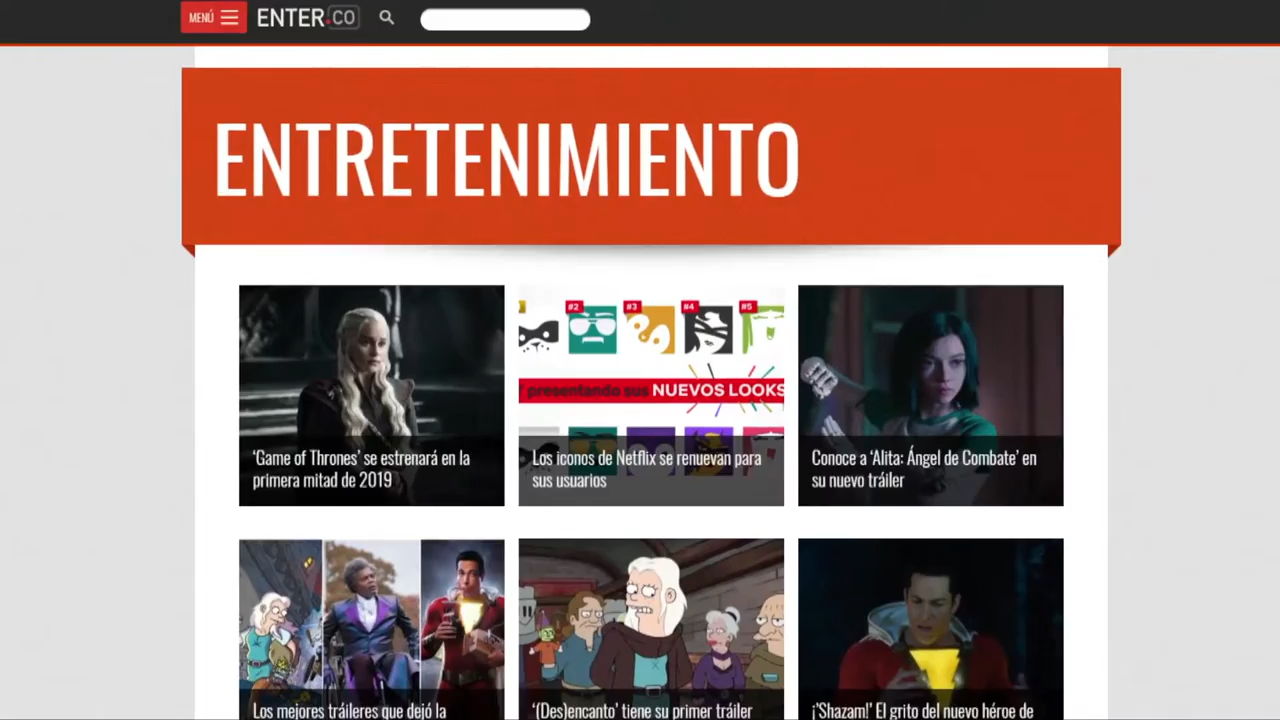 MENÚ
ENTER.CO
ENTRETENIMIENTO
'Game of Thrones' se estrenará en la
primera mitad de 2019
#2 #3 #4 #5
presentando sus NUEVOS LOOKS
Los iconos de Netflix se renuevan para
sus usuarios
Conoce a 'Alita: Ángel de Combate' en
su nuevo tráiler
Los mejores tráileres que dejó la
'(Des)encanto' tiene su primer tráiler
¡'Shazam!' El grito del nuevo héroe de